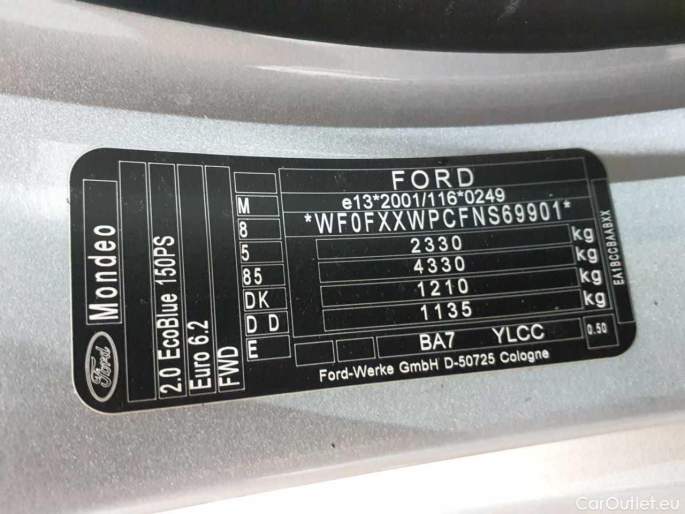 Ford
Mondeo
2.0 EcoBlue 150PS
Euro 6.2
FWD
M
8
5
85
DK
D D
E
FORD
e13*2001/116*0249
*WF0FXXWPCFNS69901*
2330 kg
4330 kg
1210 kg
1135 kg
BA7 YLCC 0.50
Ford-Werke GmbH D-50725 Cologne
EA1BCCBAABXX
CarOutlet.eu